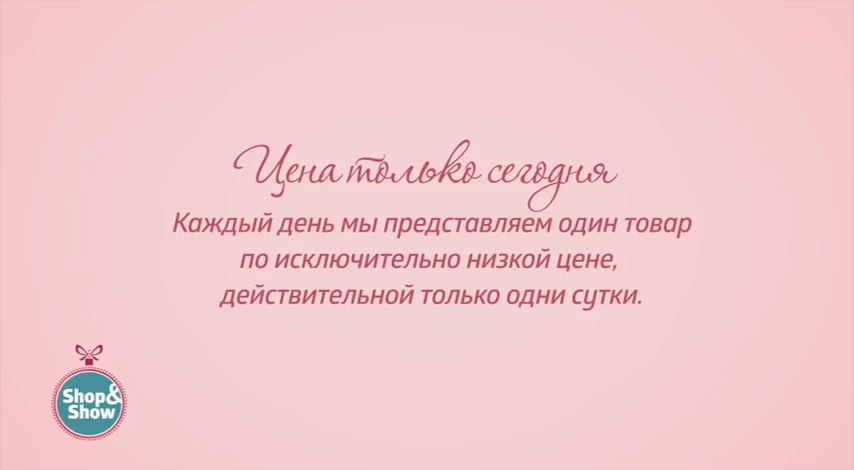 Цена только сегодня
Каждый день мы представляем один товар
по исключительно низкой цене,
действительной только одни сутки.
Shop&
Show